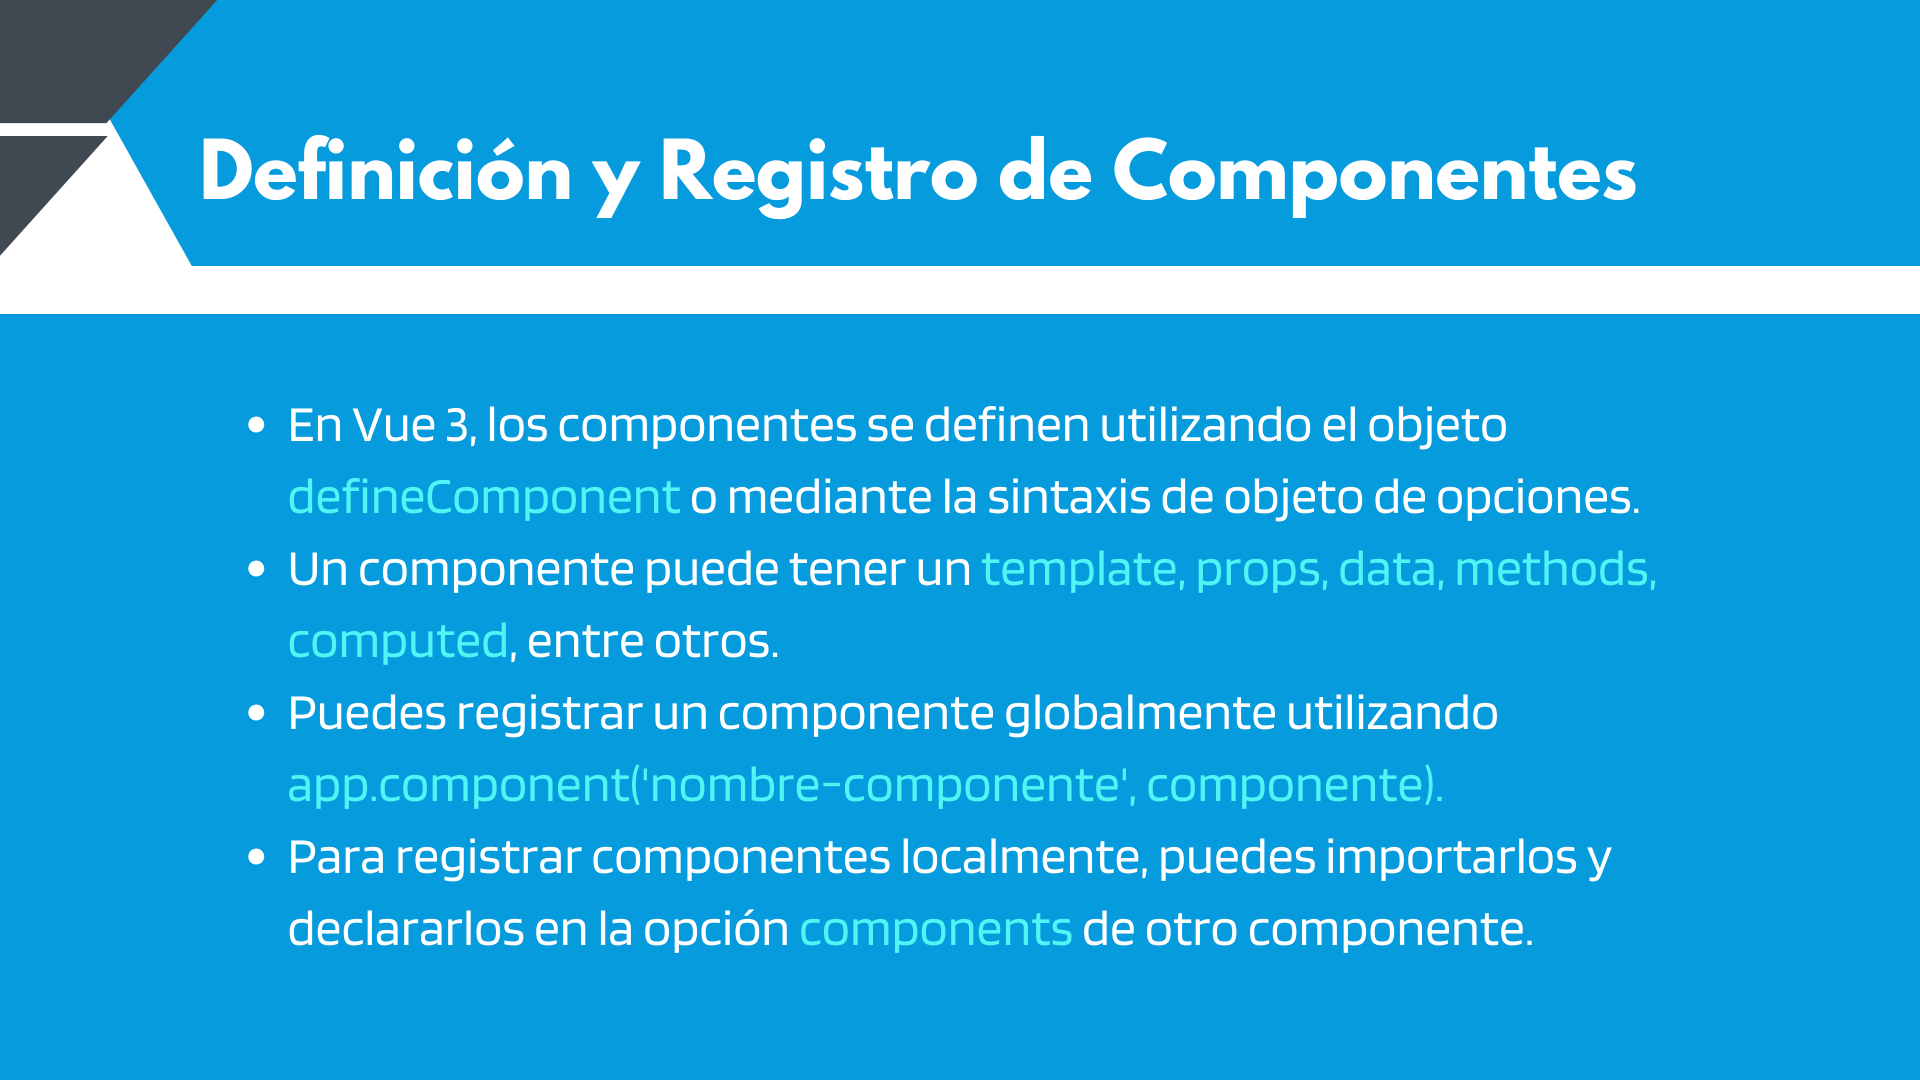 Definición y Registro de Componentes
• En Vue 3, los componentes se definen utilizando el objeto
defineComponent o mediante la sintaxis de objeto de opciones.
• Un componente puede tener un template, props, data, methods,
computed, entre otros.
• Puedes registrar un componente globalmente utilizando
app.component('nombre-componente', componente).
• Para registrar componentes localmente, puedes importarlos y
declararlos en la opción components de otro componente.